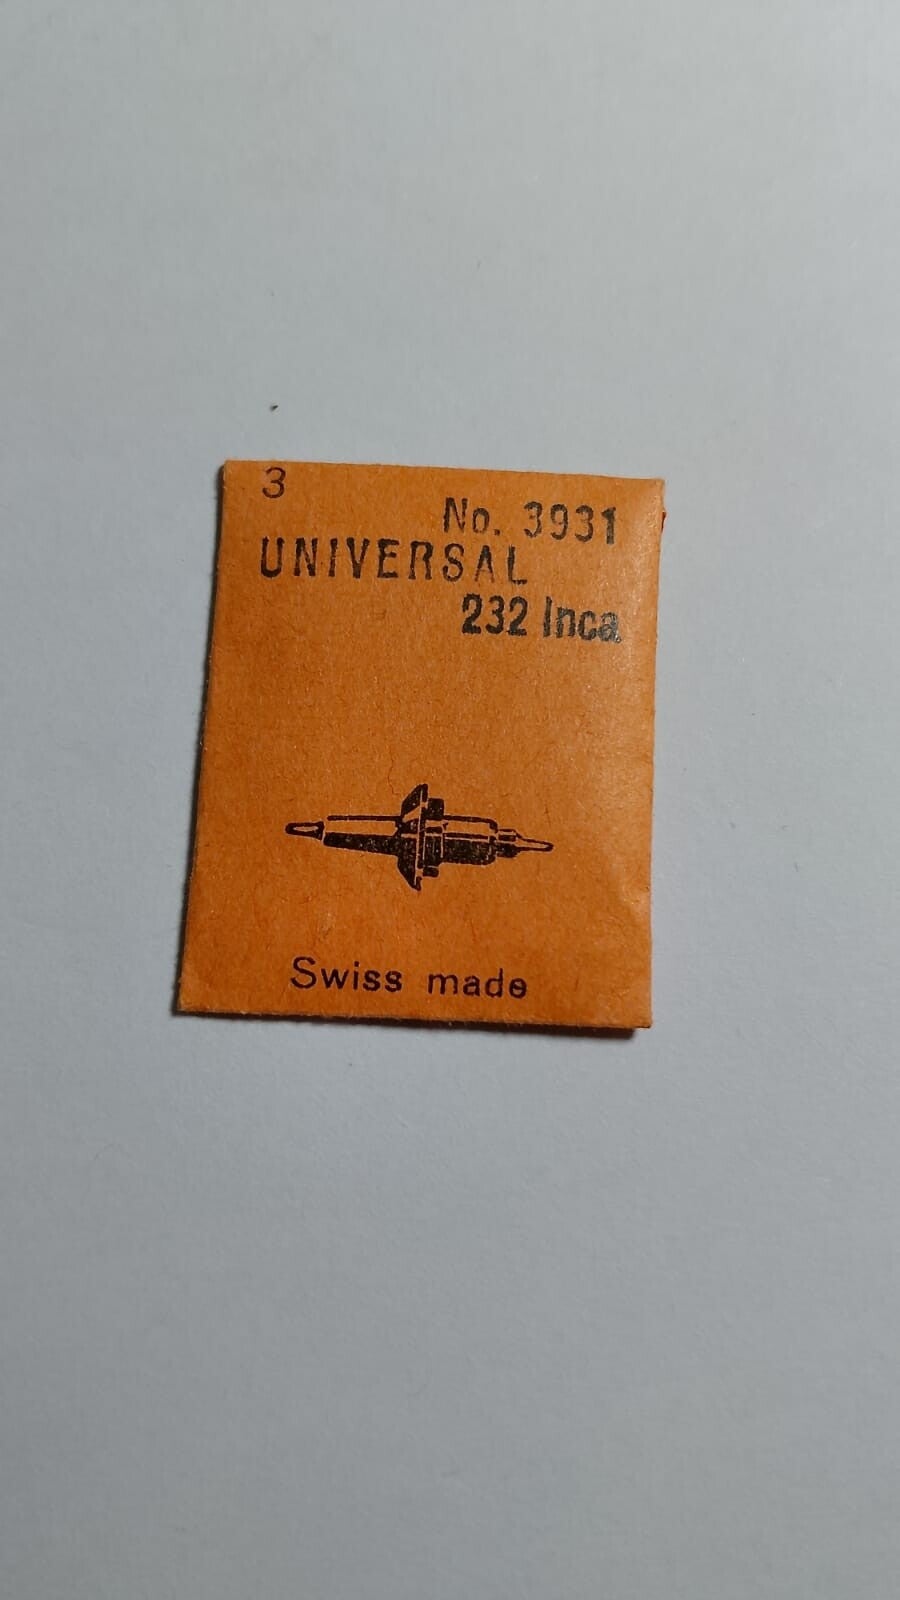 3
No. 3931
UNIVERSAL
232 Inca
Swiss made